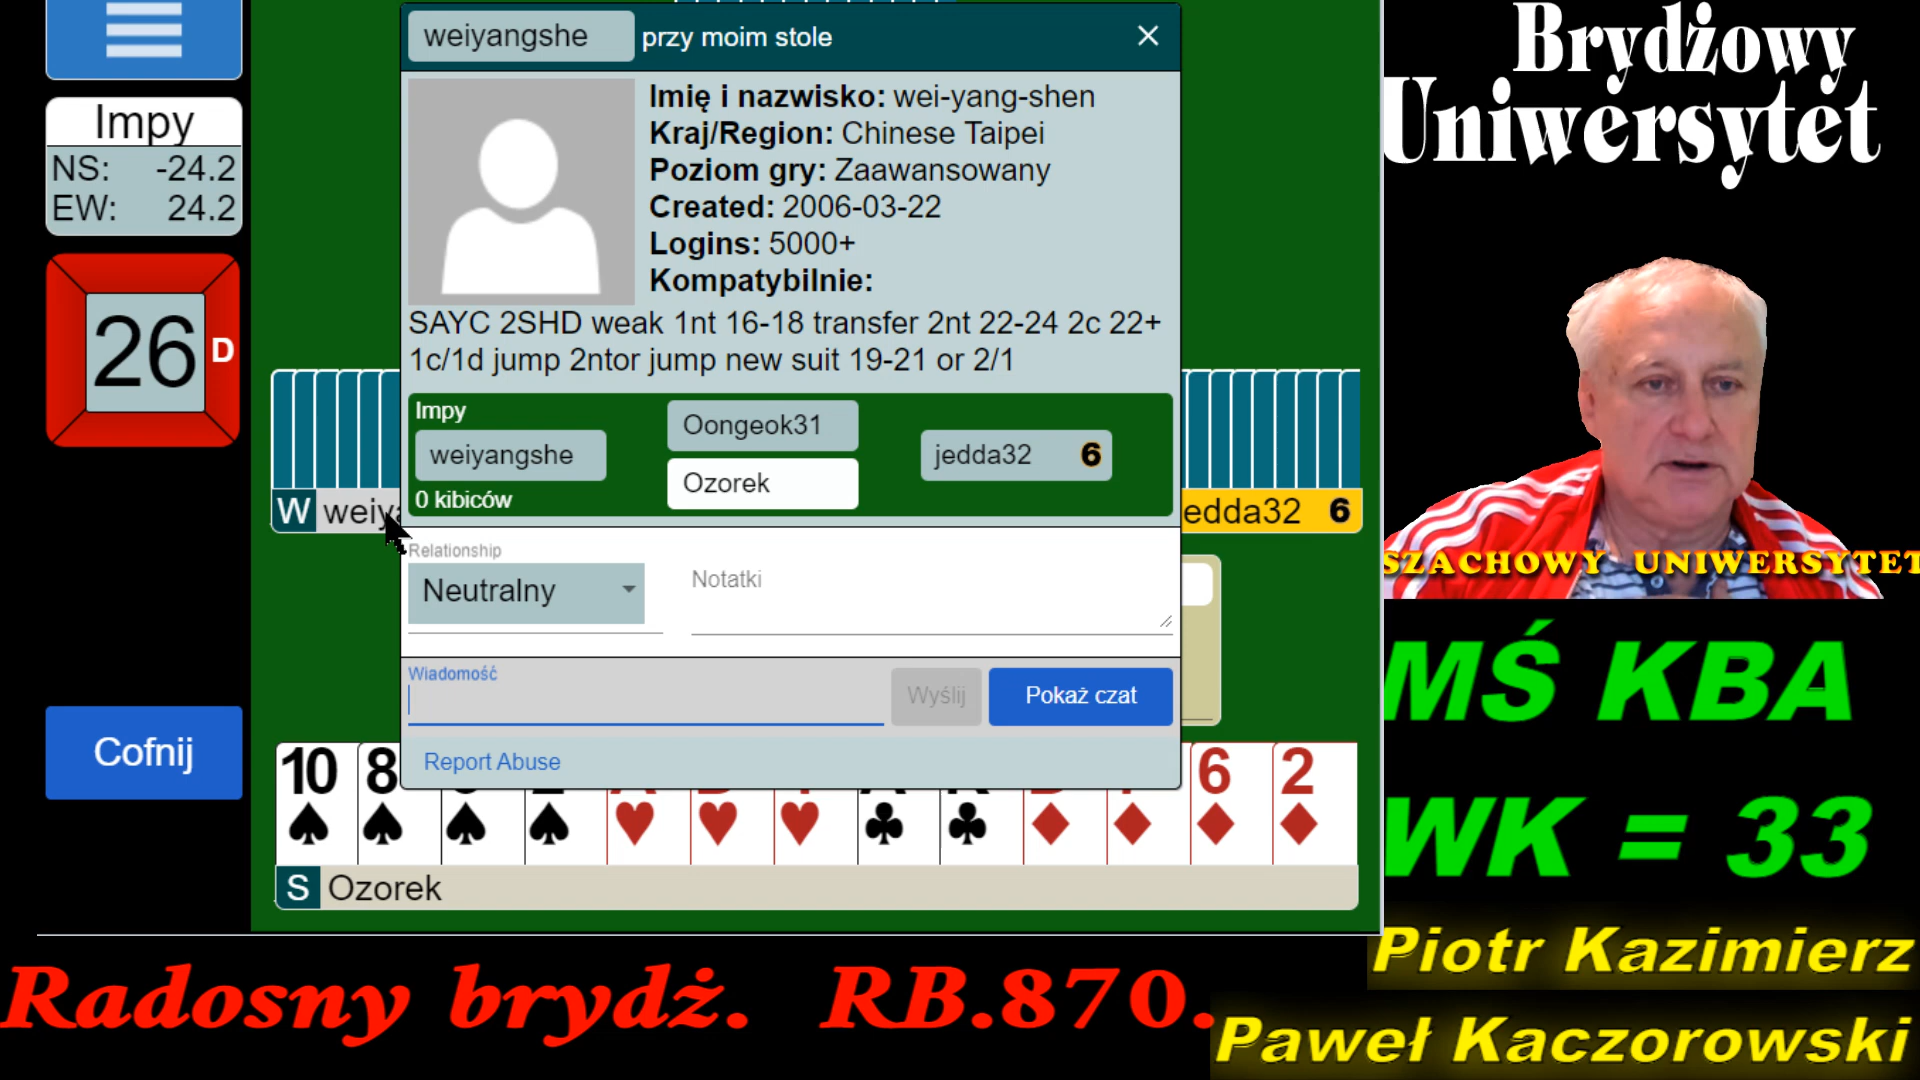 weiyangshe przy moim stole
Imię i nazwisko: wei-yang-shen
Kraj/Region: Chinese Taipei
Poziom gry: Zaawansowany
Created: 2006-03-22
Logins: 5000+
Kompatybilnie:
SAYC 2SHD weak 1nt 16-18 transfer 2nt 22-24 2c 22+
1c/1d jump 2ntor jump new suit 19-21 or 2/1
Impy
weiyangshe
Oongeok31
Ozorek
jedda32 6
0 kibiców
Relationship
Neutralny
Notatki
Wiadomość
Wyślij
Pokaż czat
Report Abuse
Impy
NS: -24.2
EW: 24.2
26 D
Cofnij
W weiy
edda32 6
10 8 6 2
S Ozorek
Brydżowy
Uniwersytet
SZACHOWY UNIWERSYTET
MŚ KBA
WK = 33
Piotr Kazimierz
Paweł Kaczorowski
Radosny brydż. RB.870.